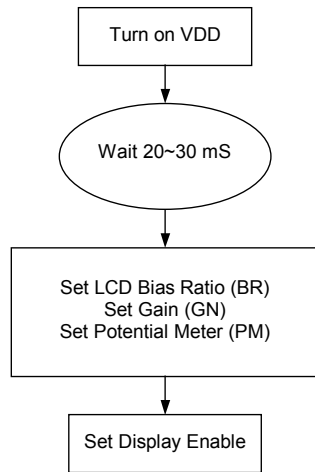 Turn on VDD
Wait 20~30 mS
Set LCD Bias Ratio (BR)
Set Gain (GN)
Set Potential Meter (PM)
Set Display Enable